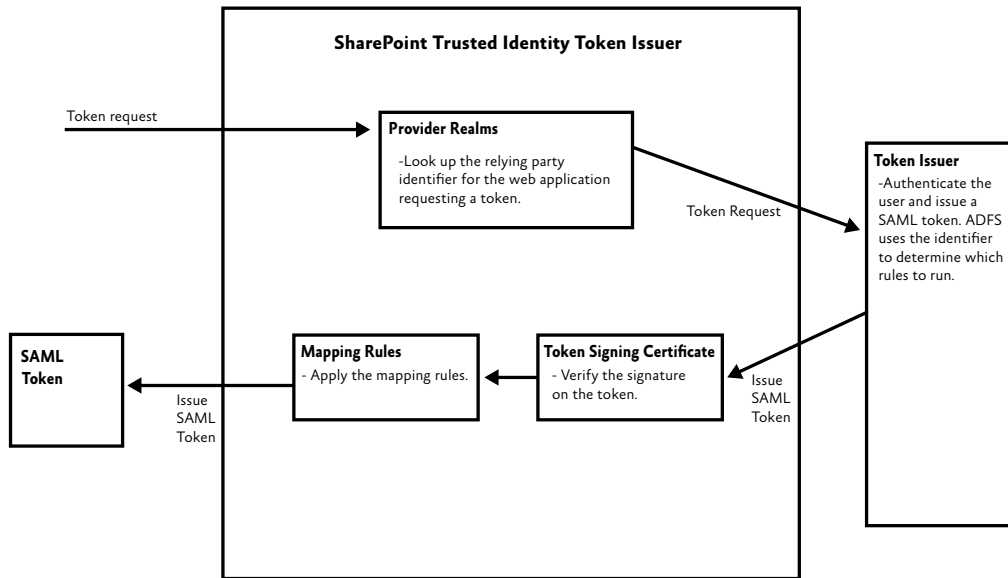 SharePoint Trusted Identity Token Issuer
Token request
Provider Realms
-Look up the relying party
identifier for the web application
requesting a token.
Token Request
Token Issuer
-Authenticate the
user and issue a
SAML token. ADFS
uses the identifier
to determine which
rules to run.
SAML
Token
Issue
SAML
Token
Mapping Rules
- Apply the mapping rules.
Token Signing Certificate
- Verify the signature
on the token.
Issue
SAML
Token